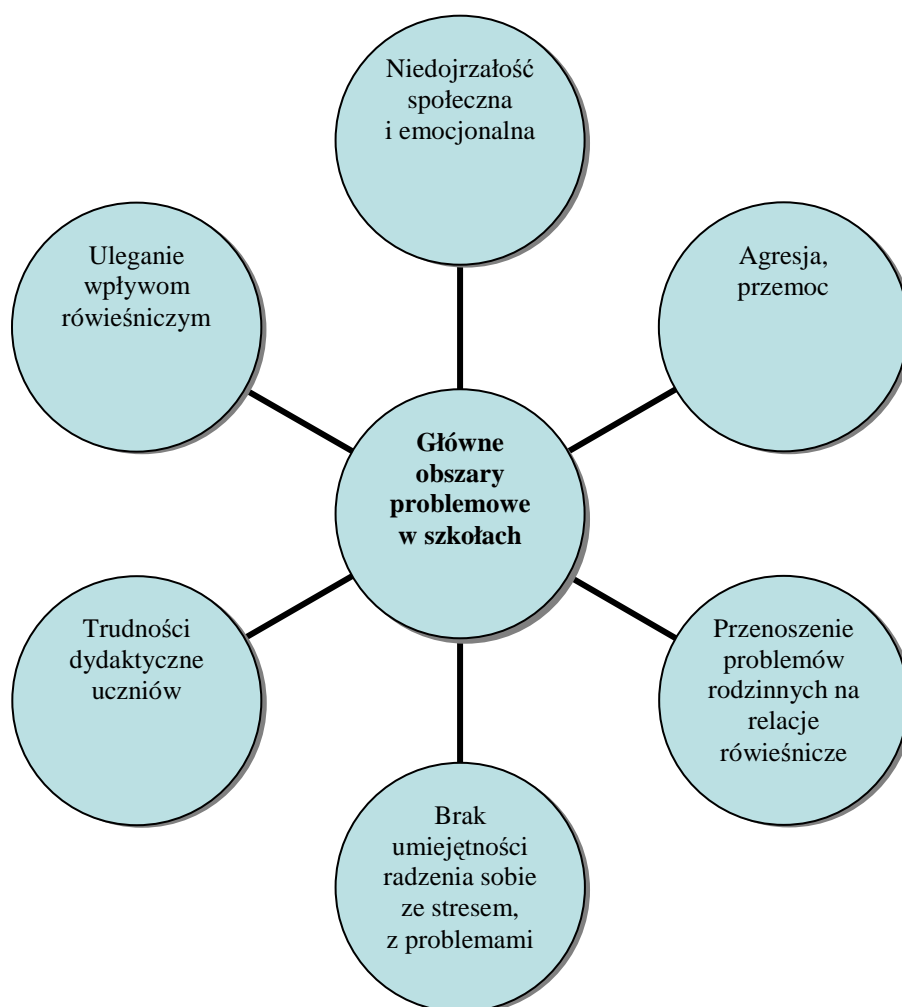 Niedojrzałość
społeczna
i emocjonalna
Uleganie
wpływom
rówieśniczym
Agresja,
przemoc
Główne
obszary
problemowe
w szkołach
Trudności
dydaktyczne
uczniów
Przenoszenie
problemów
rodzinnych na
relacje
rówieśnicze
Brak
umiejętności
radzenia sobie
ze stresem,
z problemami